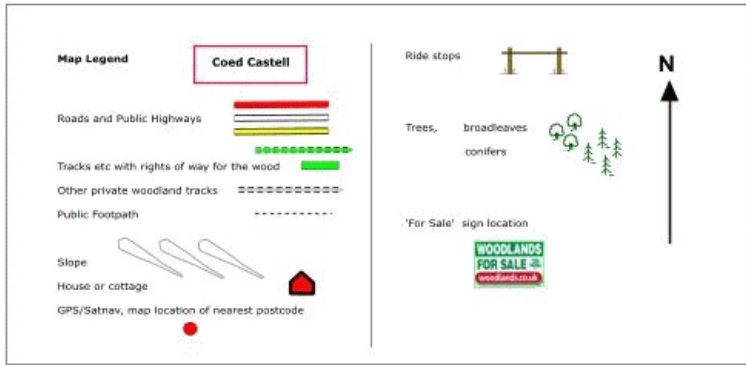 Map Legend
Coed Castell
Roads and Public Highways
Tracks etc with rights of way for the wood
Other private woodland tracks
Public Footpath
Slope
House or cottage
GPS/Satnav, map location of nearest postcode
Ride stops
Trees, broadleaves
conifers
'For Sale' sign location
WOODLANDS
FOR SALE
woodlands.co.uk
N